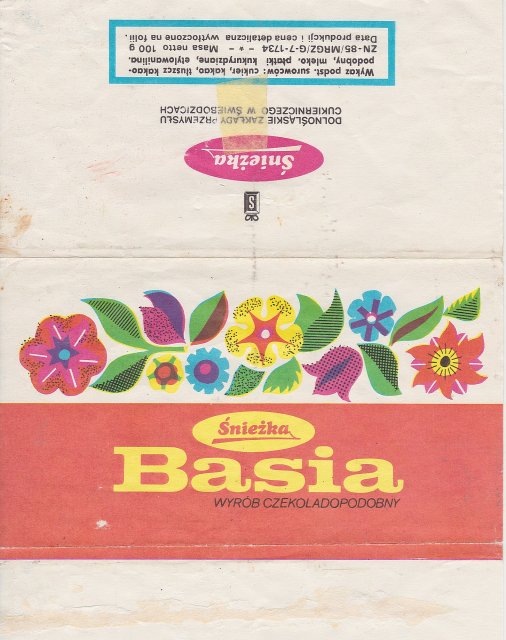 S
Śnieżka
DOLNOŚLĄSKIE ZAKŁADY PRZEMYSŁU
CUKIERNICZEGO W ŚWIEBODZICACH
Wykaz podst. surowców: cukier, kakao, tłuszcz kakao-
podobny, mleko, płatki kukurydziane, etylowanilina.
ZN-85/MRGZ/G-7-1734 – * – Masa netto 100 g
Data produkcji i cena detaliczna wytłoczone na folii.
Śnieżka
Basia
WYRÓB CZEKOLADOPODOBNY